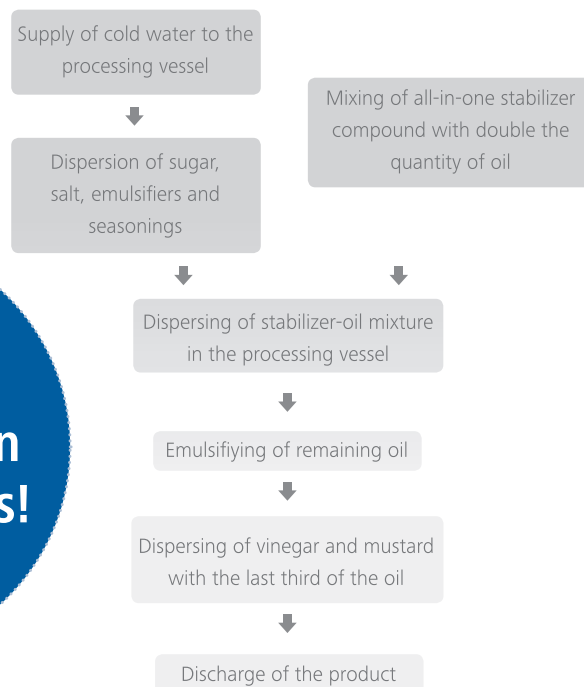 Supply of cold water to the
processing vessel
Mixing of all-in-one stabilizer
compound with double the
quantity of oil
Dispersion of sugar,
salt, emulsifiers and
seasonings
Dispersing of stabilizer-oil mixture
in the processing vessel
Emulsifiying of remaining oil
Dispersing of vinegar and mustard
with the last third of the oil
Discharge of the product